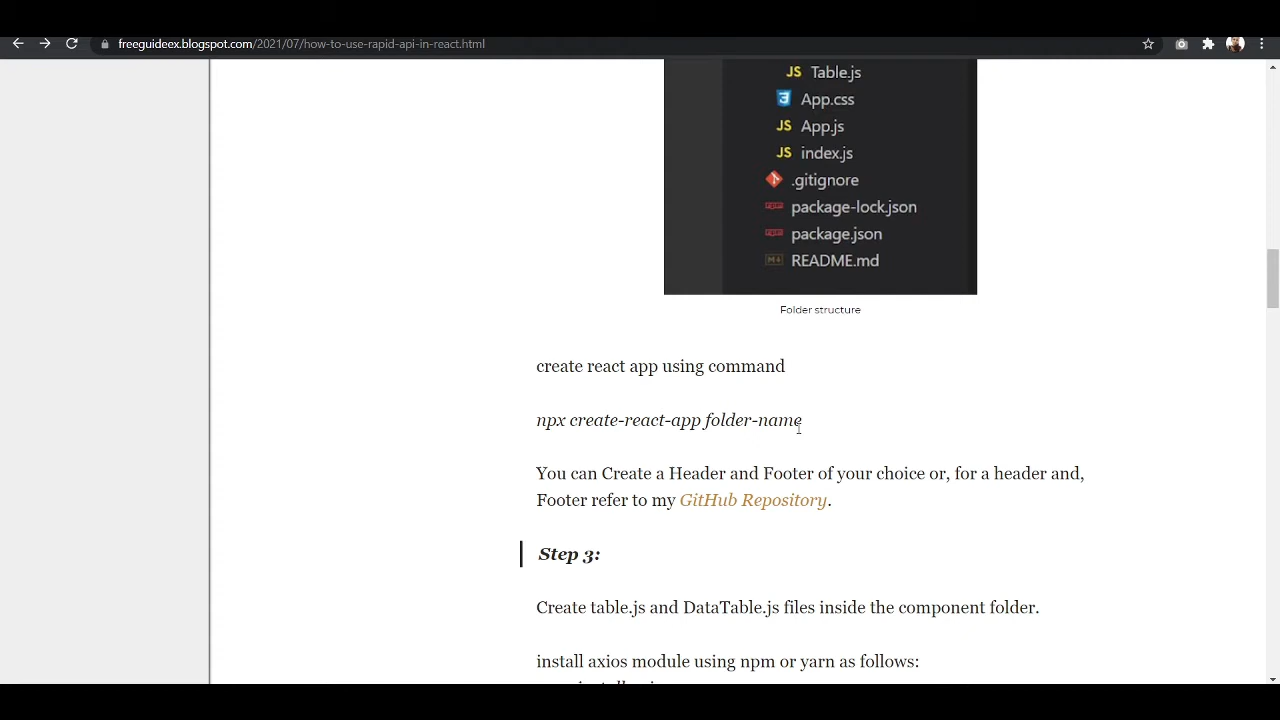 freeguideex.blogspot.com/2021/07/how-to-use-rapid-api-in-react.html
JS Table.js
3 App.css
JS App.js
JS index.js
.gitignore
package-lock.json
package.json
M↓ README.md
Folder structure
create react app using command
npx create-react-app folder-name
You can Create a Header and Footer of your choice or, for a header and,
Footer refer to my GitHub Repository.
Step 3:
Create table.js and DataTable.js files inside the component folder.
install axios module using npm or yarn as follows: